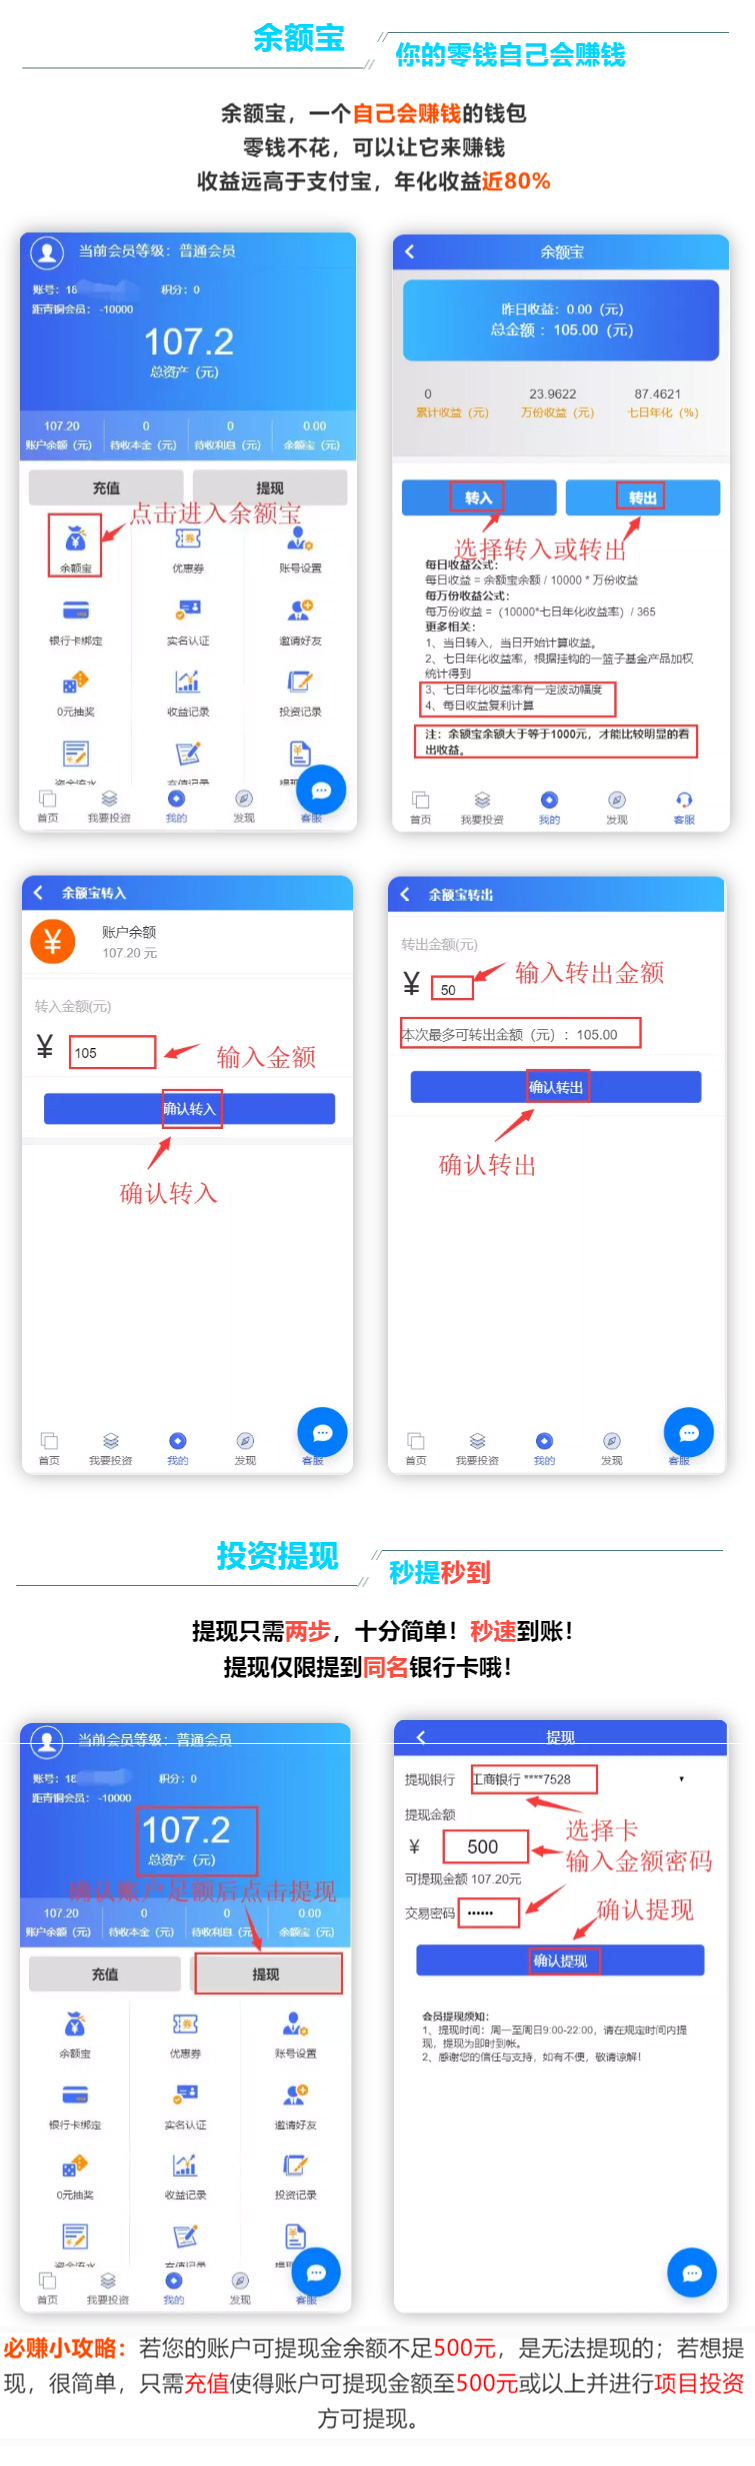 余额宝
你的零钱自己会赚钱
余额宝，一个自己会赚钱的钱包
零钱不花，可以让它来赚钱
收益远高于支付宝，年化收益近80%
当前会员等级：普通会员
账号：18
积分：0
距青铜会员： -10000
107.2
总资产（元）
107.20 0 0 0.00
账户余额（元） 待收本金（元） 待收利息（元） 余额宝（元）
充值 提现
点击进入余额宝
余额宝 优惠券 账号设置
银行卡绑定 实名认证 邀请好友
0元抽奖 收益记录 投资记录
资金流水 充值记录
首页 我要投资 我的 发现 客服
余额宝
昨日收益：0.00（元）
总金额 ：105.00（元）
0 23.9622 87.4621
累计收益（元） 万份收益（元） 七日年化（%）
转入 转出
选择转入或转出
每日收益公式：
每日收益 = 余额宝余额 / 10000 * 万份收益
每万份收益公式：
每万份收益 =（10000*七日年化收益率）/ 365
更多相关：
1、当日转入，当日开始计算收益。
2、七日年化收益率，根据挂钩的一篮子基金产品加权
统计得到
3、七日年化收益率有一定波动幅度
4、每日收益复利计算
注：余额宝余额大于等于1000元，才能比较明显的看
出收益。
首页 我要投资 我的 发现 客服
余额宝转入
账户余额
107.20 元
转入金额(元)
¥ 105
输入金额
确认转入
确认转入
首页 我要投资 我的 发现 客服
余额宝转出
转出金额(元)
¥ 50
输入转出金额
本次最多可转出金额（元）：105.00
确认转出
确认转出
首页 我要投资 我的 发现 客服
投资提现
秒提秒到
提现只需两步，十分简单！秒速到账！
提现仅限提到同名银行卡哦！
当前会员等级：普通会员
账号：18
积分：0
距青铜会员： -10000
107.2
总资产（元）
确认账户足额后点击提现
107.20 0 0 0.00
账户余额（元） 待收本金（元） 待收利息（元 余额宝（元）
充值 提现
余额宝 优惠券 账号设置
银行卡绑定 实名认证 邀请好友
0元抽奖 收益记录 投资记录
资金流水 充值记录
首页 我要投资 我的 发现 客服
提现
提现银行 工商银行 ****7528
提现金额
选择卡
¥ 500
输入金额密码
可提现金额 107.20元
交易密码 ••••••
确认提现
确认提现
会员提现须知：
1、提现时间：周一至周日9:00-22:00，请在规定时间内提
现，提现为即时到帐。
2、感谢您的信任与支持，如有不便，敬请谅解！
必赚小攻略：若您的账户可提现金余额不足500元，是无法提现的；若想提
现，很简单，只需充值使得账户可提现金额至500元或以上并进行项目投资
方可提现。